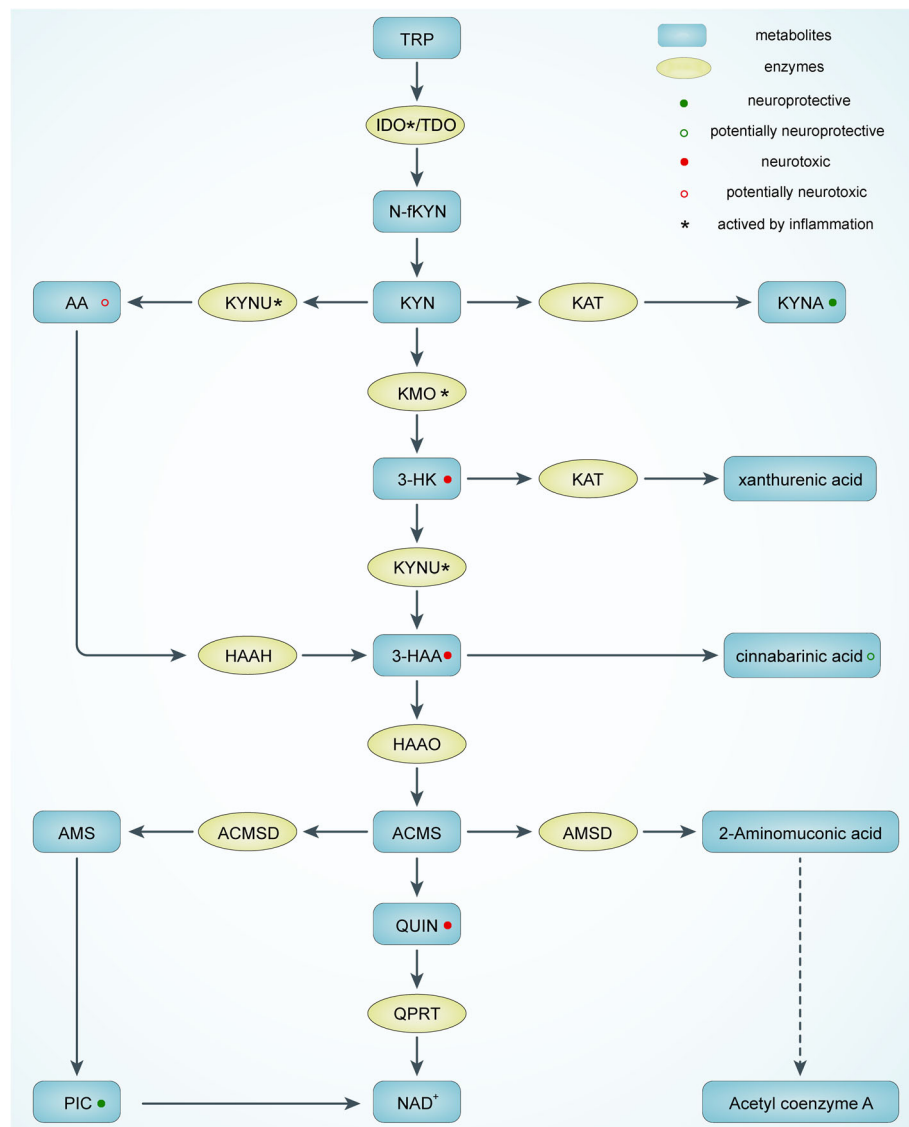 TRP
metabolites
enzymes
neuroprotective
potentially neuroprotective
neurotoxic
potentially neurotoxic
* actived by inflammation
IDO*/TDO
N-fKYN
AA
KYNU*
KYN
KAT
KYNA
KMO *
3-HK
KAT
xanthurenic acid
KYNU*
HAAH
3-HAA
cinnabarinic acid
HAAO
AMS
ACMSD
ACMS
AMSD
2-Aminomuconic acid
QUIN
QPRT
PIC
NAD⁺
Acetyl coenzyme A